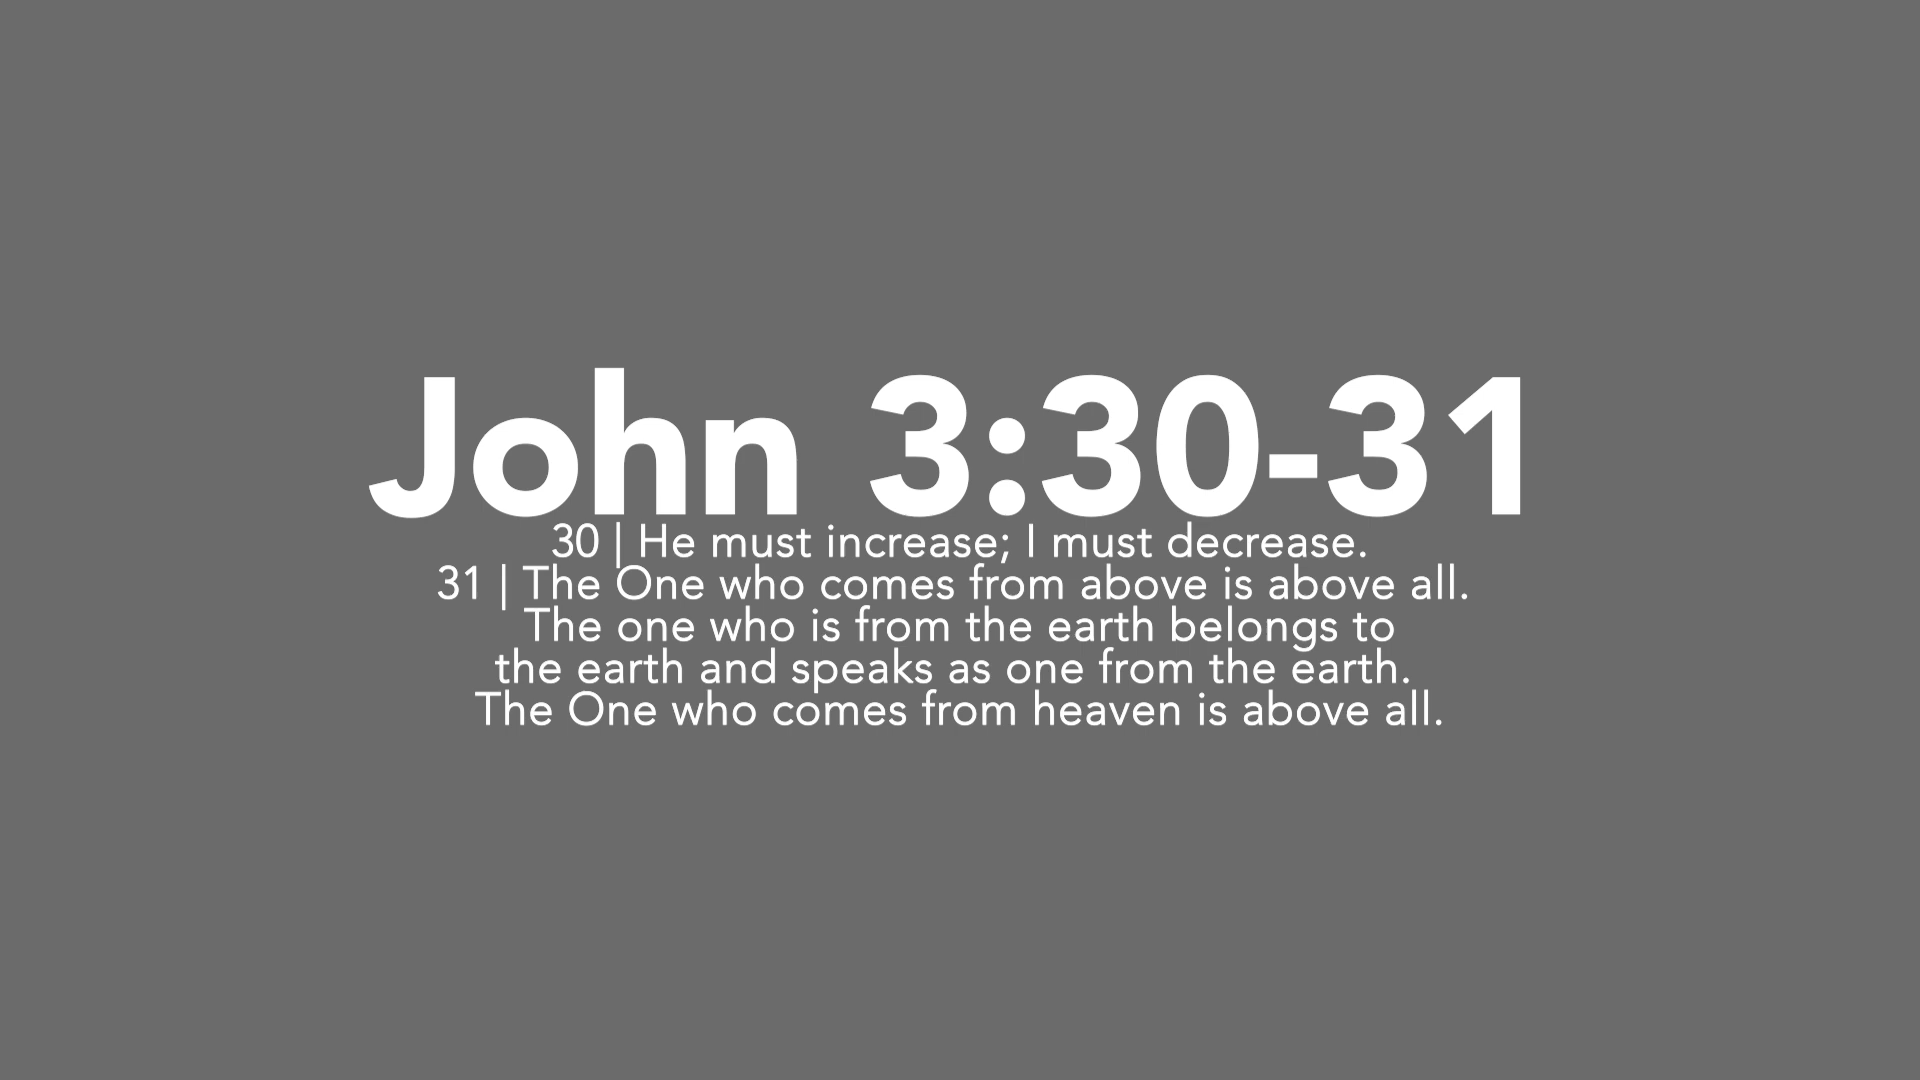 John 3:30-31
30 | He must increase; I must decrease.
31 | The One who comes from above is above all.
The one who is from the earth belongs to
the earth and speaks as one from the earth.
The One who comes from heaven is above all.